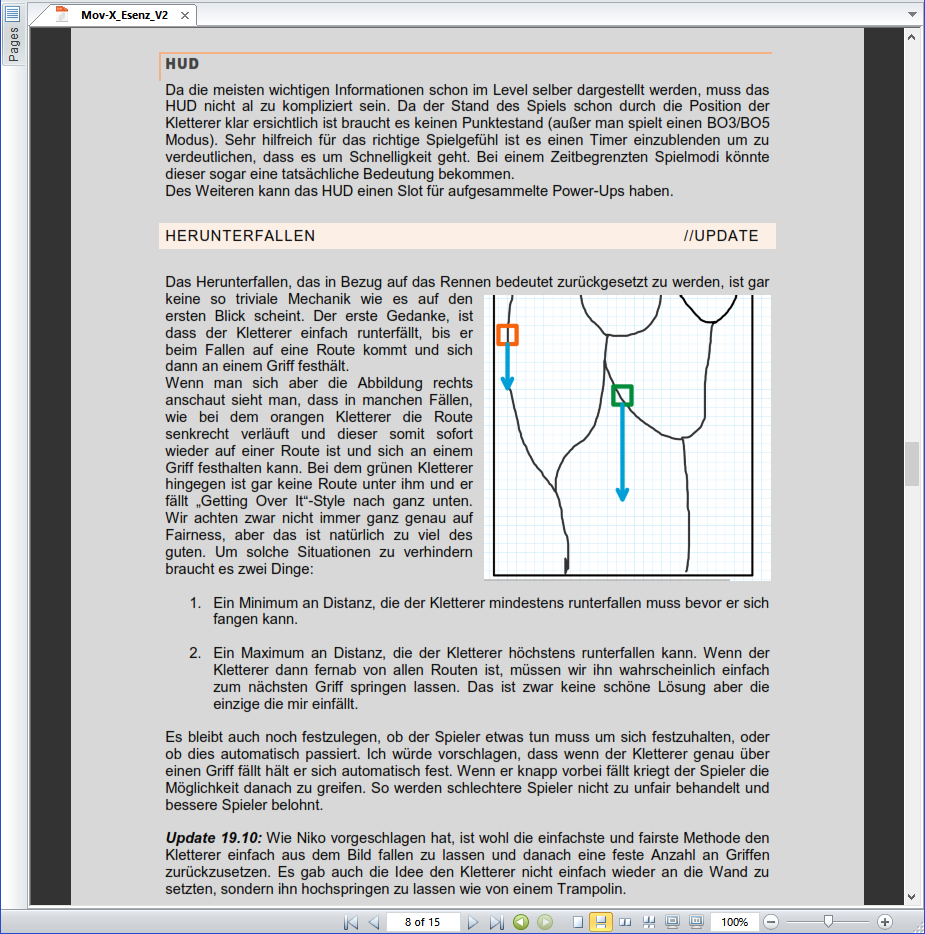 Mov-X_Esenz_V2
Pages
HUD
Da die meisten wichtigen Informationen schon im Level selber dargestellt werden, muss das
HUD nicht al zu kompliziert sein. Da der Stand des Spiels schon durch die Position der
Kletterer klar ersichtlich ist braucht es keinen Punktestand (außer man spielt einen BO3/BO5
Modus). Sehr hilfreich für das richtige Spielgefühl ist es einen Timer einzublenden um zu
verdeutlichen, dass es um Schnelligkeit geht. Bei einem Zeitbegrenzten Spielmodi könnte
dieser sogar eine tatsächliche Bedeutung bekommen.
Des Weiteren kann das HUD einen Slot für aufgesammelte Power-Ups haben.
HERUNTERFALLEN //UPDATE
Das Herunterfallen, das in Bezug auf das Rennen bedeutet zurückgesetzt zu werden, ist gar
keine so triviale Mechanik wie es auf den
ersten Blick scheint. Der erste Gedanke, ist
dass der Kletterer einfach runterfällt, bis er
beim Fallen auf eine Route kommt und sich
dann an einem Griff festhält.
Wenn man sich aber die Abbildung rechts
anschaut sieht man, dass in manchen Fällen,
wie bei dem orangen Kletterer die Route
senkrecht verläuft und dieser somit sofort
wieder auf einer Route ist und sich an einem
Griff festhalten kann. Bei dem grünen Kletterer
hingegen ist gar keine Route unter ihm und er
fällt „Getting Over It“-Style nach ganz unten.
Wir achten zwar nicht immer ganz genau auf
Fairness, aber das ist natürlich zu viel des
guten. Um solche Situationen zu verhindern
braucht es zwei Dinge:
1. Ein Minimum an Distanz, die der Kletterer mindestens runterfallen muss bevor er sich
fangen kann.
2. Ein Maximum an Distanz, die der Kletterer höchstens runterfallen kann. Wenn der
Kletterer dann fernab von allen Routen ist, müssen wir ihn wahrscheinlich einfach
zum nächsten Griff springen lassen. Das ist zwar keine schöne Lösung aber die
einzige die mir einfällt.
Es bleibt auch noch festzulegen, ob der Spieler etwas tun muss um sich festzuhalten, oder
ob dies automatisch passiert. Ich würde vorschlagen, dass wenn der Kletterer genau über
einen Griff fällt hält er sich automatisch fest. Wenn er knapp vorbei fällt kriegt der Spieler die
Möglichkeit danach zu greifen. So werden schlechtere Spieler nicht zu unfair behandelt und
bessere Spieler belohnt.
Update 19.10: Wie Niko vorgeschlagen hat, ist wohl die einfachste und fairste Methode den
Kletterer einfach aus dem Bild fallen zu lassen und danach eine feste Anzahl an Griffen
zurückzusetzen. Es gab auch die Idee den Kletterer nicht einfach wieder an die Wand zu
setzten, sondern ihn hochspringen zu lassen wie von einem Trampolin.
8 of 15
100%